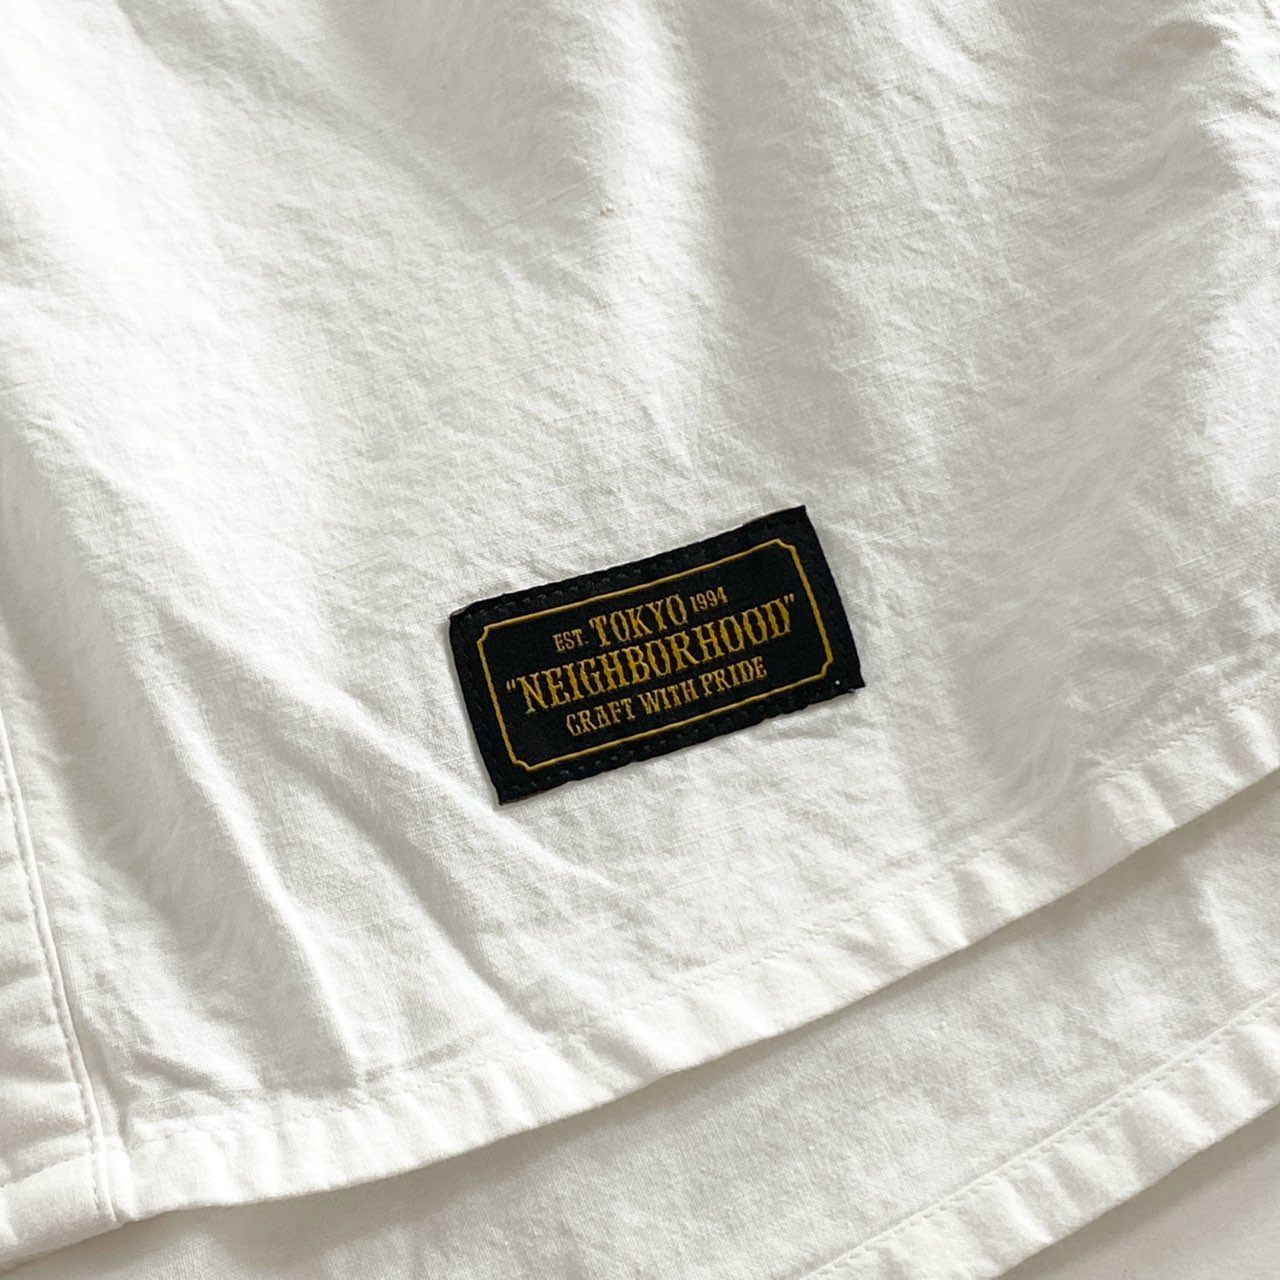 EST. TOKYO 1994
"NEIGHBORHOOD"
CRAFT WITH PRIDE